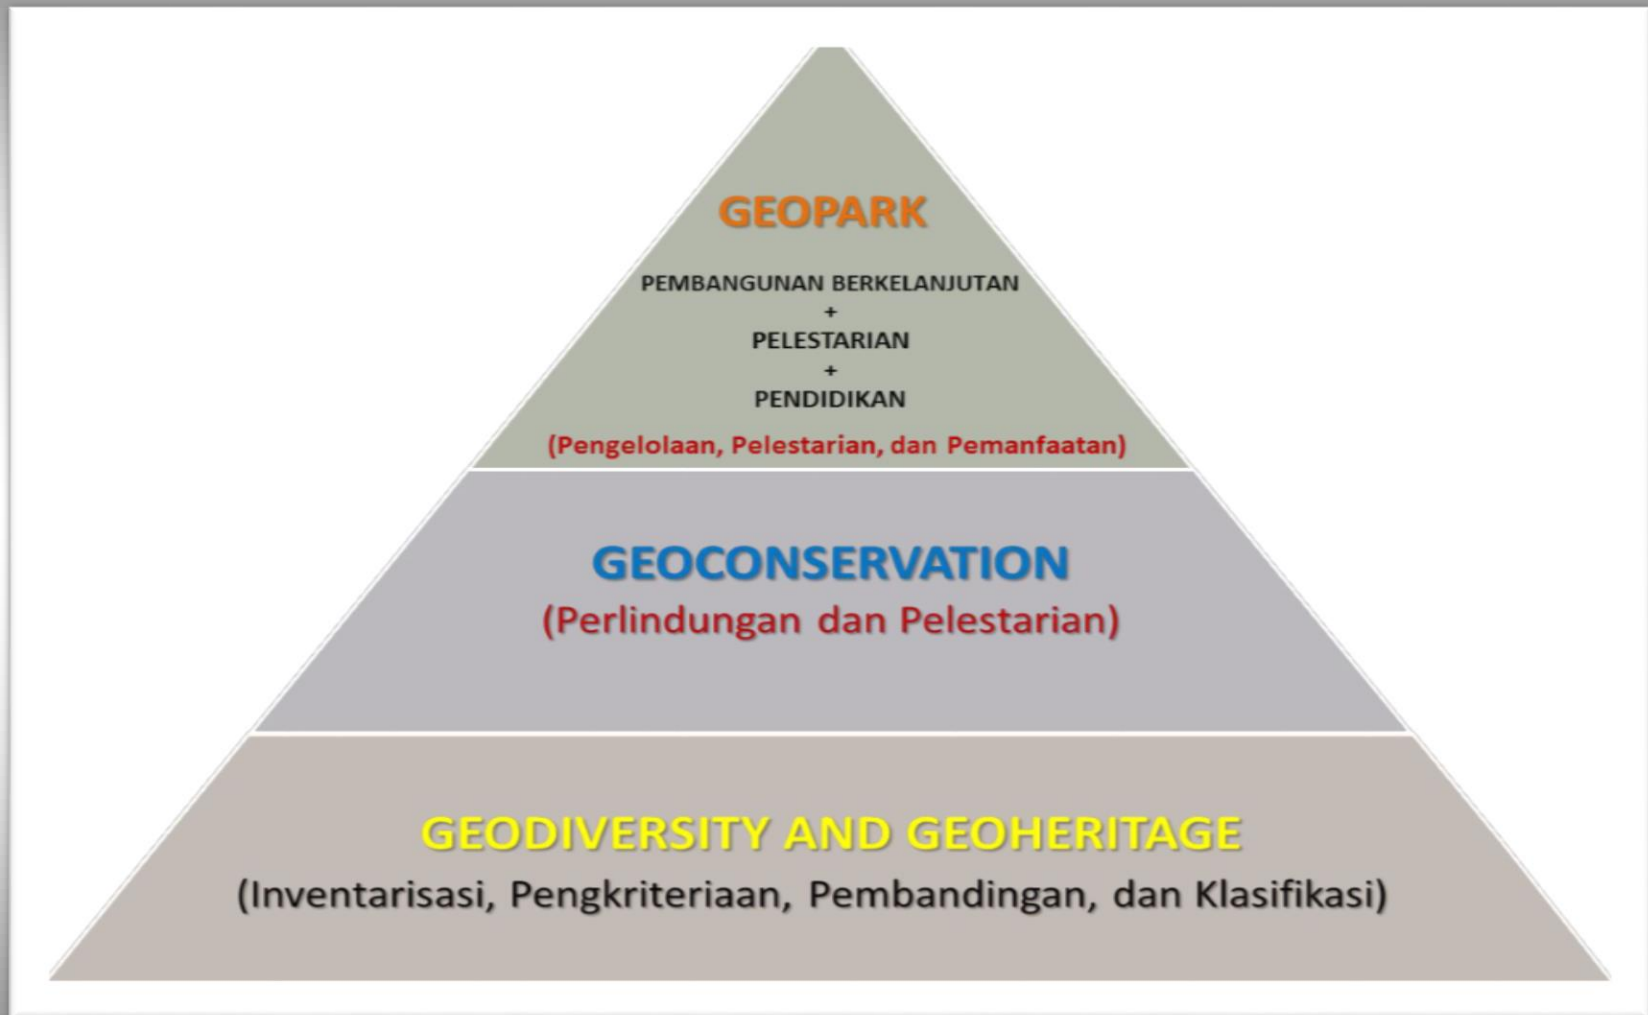 GEOPARK
PEMBANGUNAN BERKELANJUTAN
+
PELESTARIAN
+
PENDIDIKAN
(Pengelolaan, Pelestarian, dan Pemanfaatan)
GEOCONSERVATION
(Perlindungan dan Pelestarian)
GEODIVERSITY AND GEOHERITAGE
(Inventarisasi, Pengkriteriaan, Pembandingan, dan Klasifikasi)